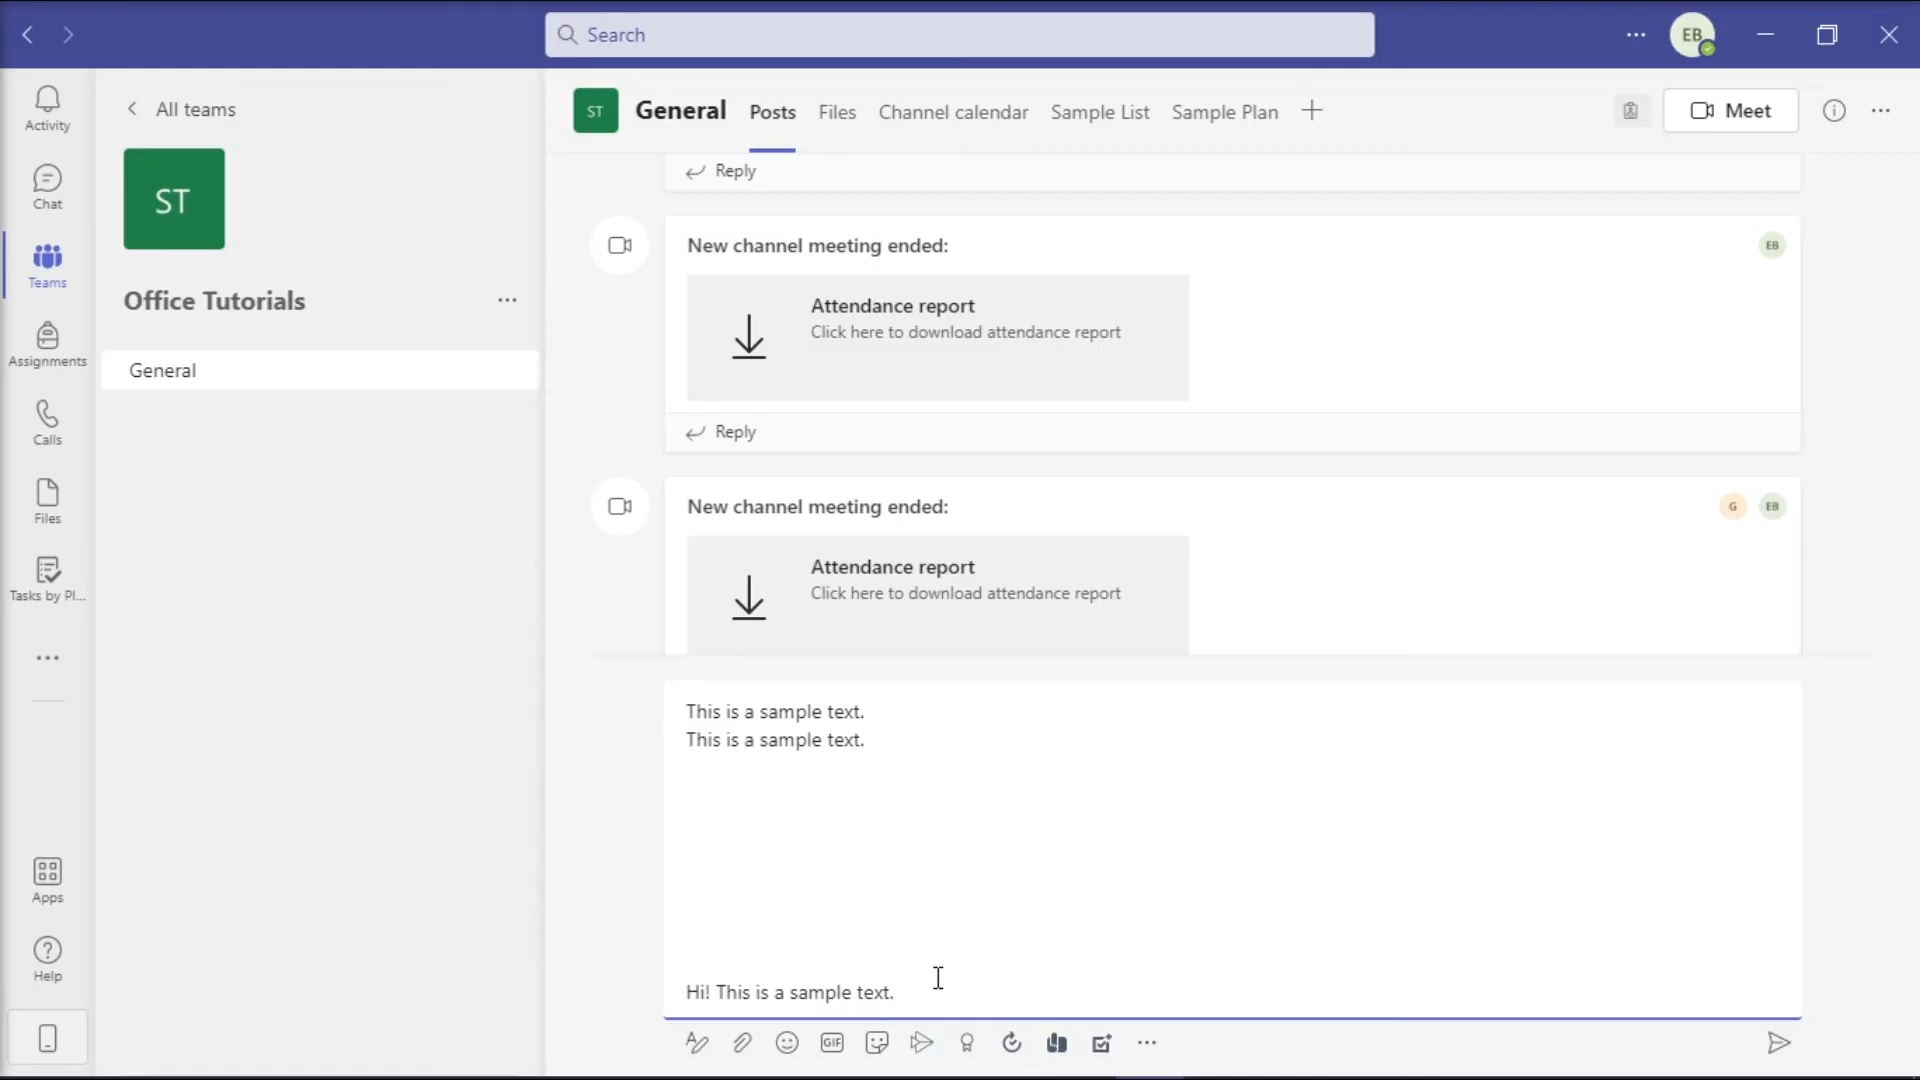 Search
EB
Activity
Chat
Teams
Assignments
Calls
Files
Tasks by Pl...
Apps
Help
All teams
ST
Office Tutorials
General
ST
General
Posts
Files
Channel calendar
Sample List
Sample Plan
Meet
Reply
New channel meeting ended:
EB
Attendance report
Click here to download attendance report
Reply
New channel meeting ended:
G
EB
Attendance report
Click here to download attendance report
This is a sample text.
This is a sample text.
Hi! This is a sample text.
GIF